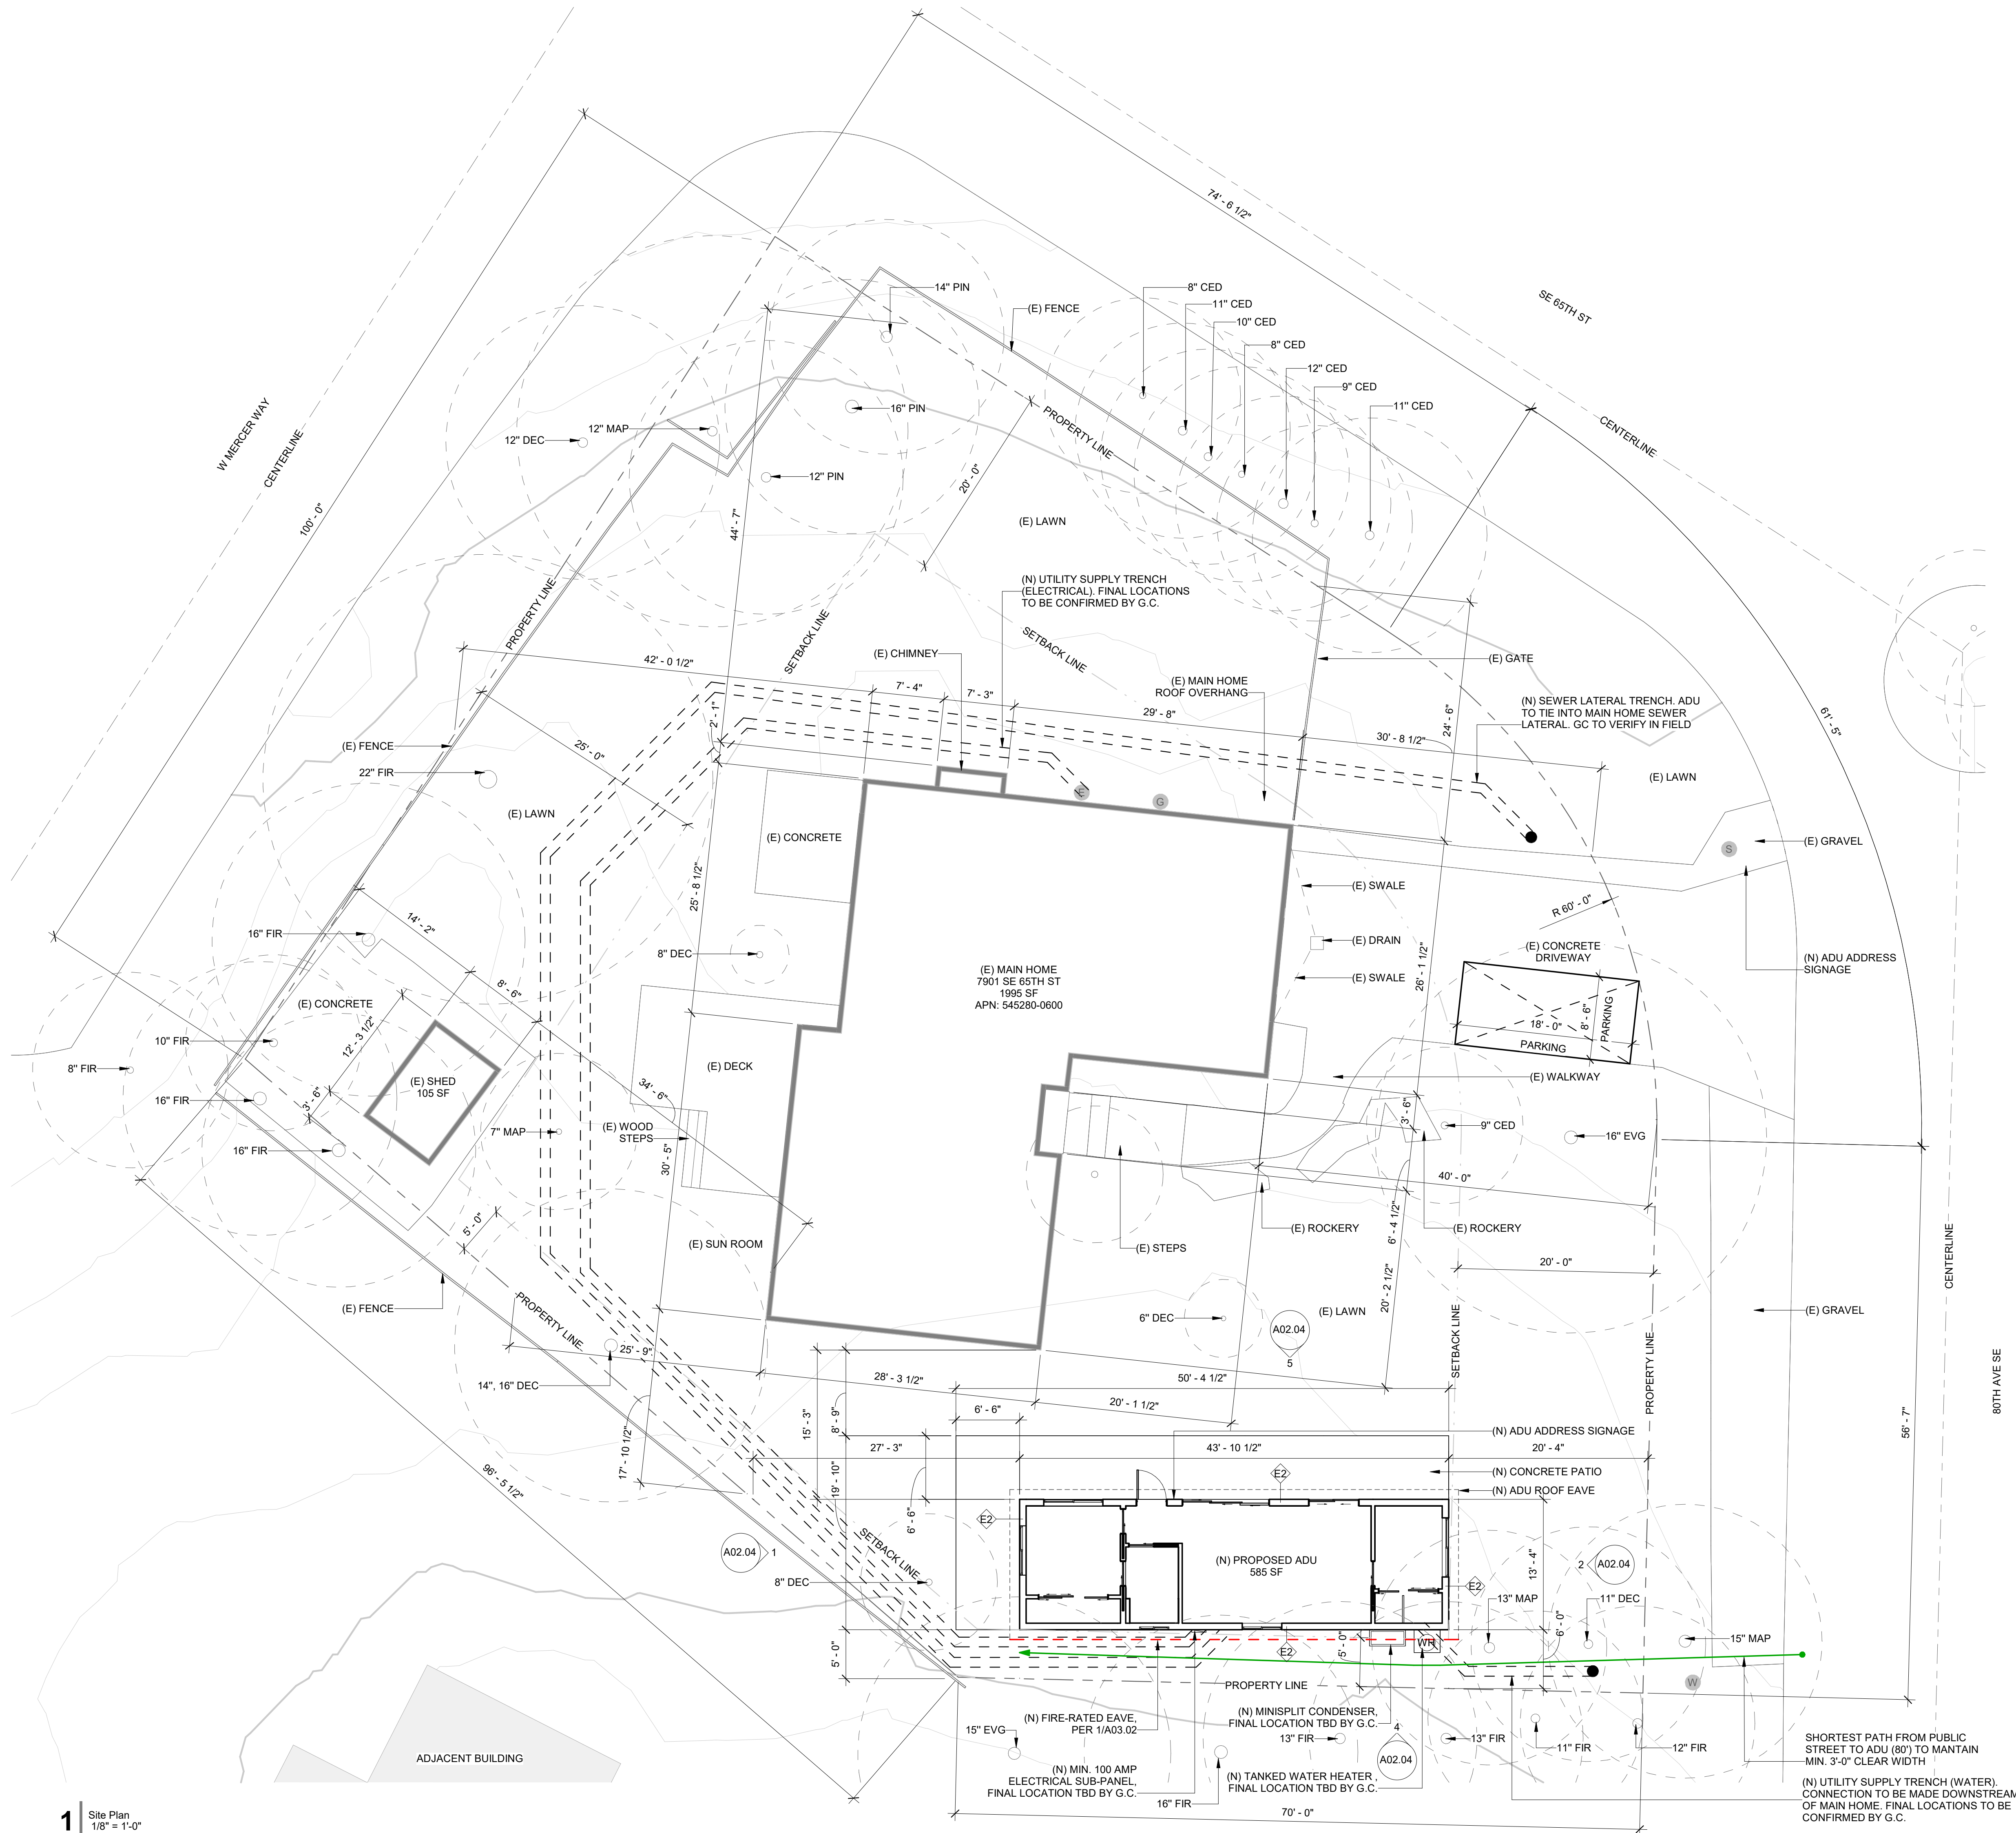 74' - 6 1/2"
SE 65TH ST
W MERCER WAY
CENTERLINE
100' - 0"
14" PIN
(E) FENCE
8" CED
11" CED
10" CED
8" CED
12" CED
9" CED
11" CED
CENTERLINE
16" PIN
12" MAP
12" DEC
12" PIN
PROPERTY LINE
20' - 0"
44' - 7"
(E) LAWN
(N) UTILITY SUPPLY TRENCH
(ELECTRICAL). FINAL LOCATIONS
TO BE CONFIRMED BY G.C.
PROPERTY LINE
SETBACK LINE
SETBACK LINE
(E) CHIMNEY
42' - 0 1/2"
7' - 4"
7' - 3"
29' - 8"
(E) MAIN HOME
ROOF OVERHANG
(E) GATE
(N) SEWER LATERAL TRENCH. ADU
TO TIE INTO MAIN HOME SEWER
LATERAL. GC TO VERIFY IN FIELD
24' - 6"
30' - 8 1/2"
61' - 5"
2' - 1"
(E) FENCE
25' - 0"
22" FIR
(E) LAWN
(E) LAWN
E
G
S
(E) CONCRETE
(E) GRAVEL
25' - 8 1/2"
(E) SWALE
R 60' - 0"
14' - 2"
16" FIR
8" DEC
(E) DRAIN
(E) CONCRETE
DRIVEWAY
(N) ADU ADDRESS
SIGNAGE
(E) SWALE
26' - 1 1/2"
(E) MAIN HOME
7901 SE 65TH ST
1995 SF
APN: 545280-0600
8' - 6"
(E) CONCRETE
12' - 3 1/2"
18' - 0"
8' - 6"
PARKING
PARKING
10" FIR
8" FIR
(E) SHED
105 SF
(E) DECK
34' - 6"
(E) WALKWAY
16" FIR
3' - 6"
3' - 6"
7" MAP
(E) WOOD
STEPS
9" CED
16" EVG
16" FIR
30' - 5"
40' - 0"
5' - 0"
6' - 4 1/2"
(E) SUN ROOM
(E) STEPS
(E) ROCKERY
(E) ROCKERY
20' - 0"
CENTERLINE
(E) FENCE
PROPERTY LINE
20' - 2 1/2"
(E) LAWN
6" DEC
A02.04
5
SETBACK LINE
PROPERTY LINE
(E) GRAVEL
80TH AVE SE
25' - 9"
14", 16" DEC
28' - 3 1/2"
50' - 4 1/2"
20' - 1 1/2"
15' - 3"
8' - 9"
6' - 6"
56' - 7"
17' - 10 1/2"
27' - 3"
43' - 10 1/2"
20' - 4"
(N) ADU ADDRESS SIGNAGE
(N) CONCRETE PATIO
(N) ADU ROOF EAVE
96' - 5 1/2"
19' - 10"
6' - 6"
E2
E2
SETBACK LINE
A02.04
1
(N) PROPOSED ADU
585 SF
13' - 4"
2
A02.04
8" DEC
E2
13" MAP
11" DEC
15" MAP
5' - 0"
E2
5' - 0"
WH
6' - 0"
W
PROPERTY LINE
(N) FIRE-RATED EAVE,
PER 1/A03.02
(N) MINISPLIT CONDENSER,
FINAL LOCATION TBD BY G.C.
15" EVG
13" FIR
4
A02.04
13" FIR
11" FIR
12" FIR
SHORTEST PATH FROM PUBLIC
STREET TO ADU (80') TO MANTAIN
MIN. 3'-0" CLEAR WIDTH
ADJACENT BUILDING
(N) MIN. 100 AMP
ELECTRICAL SUB-PANEL,
FINAL LOCATION TBD BY G.C.
(N) TANKED WATER HEATER ,
FINAL LOCATION TBD BY G.C.
16" FIR
70' - 0"
(N) UTILITY SUPPLY TRENCH (WATER).
CONNECTION TO BE MADE DOWNSTREAM
OF MAIN HOME. FINAL LOCATIONS TO BE
CONFIRMED BY G.C.
1
Site Plan
1/8" = 1'-0"